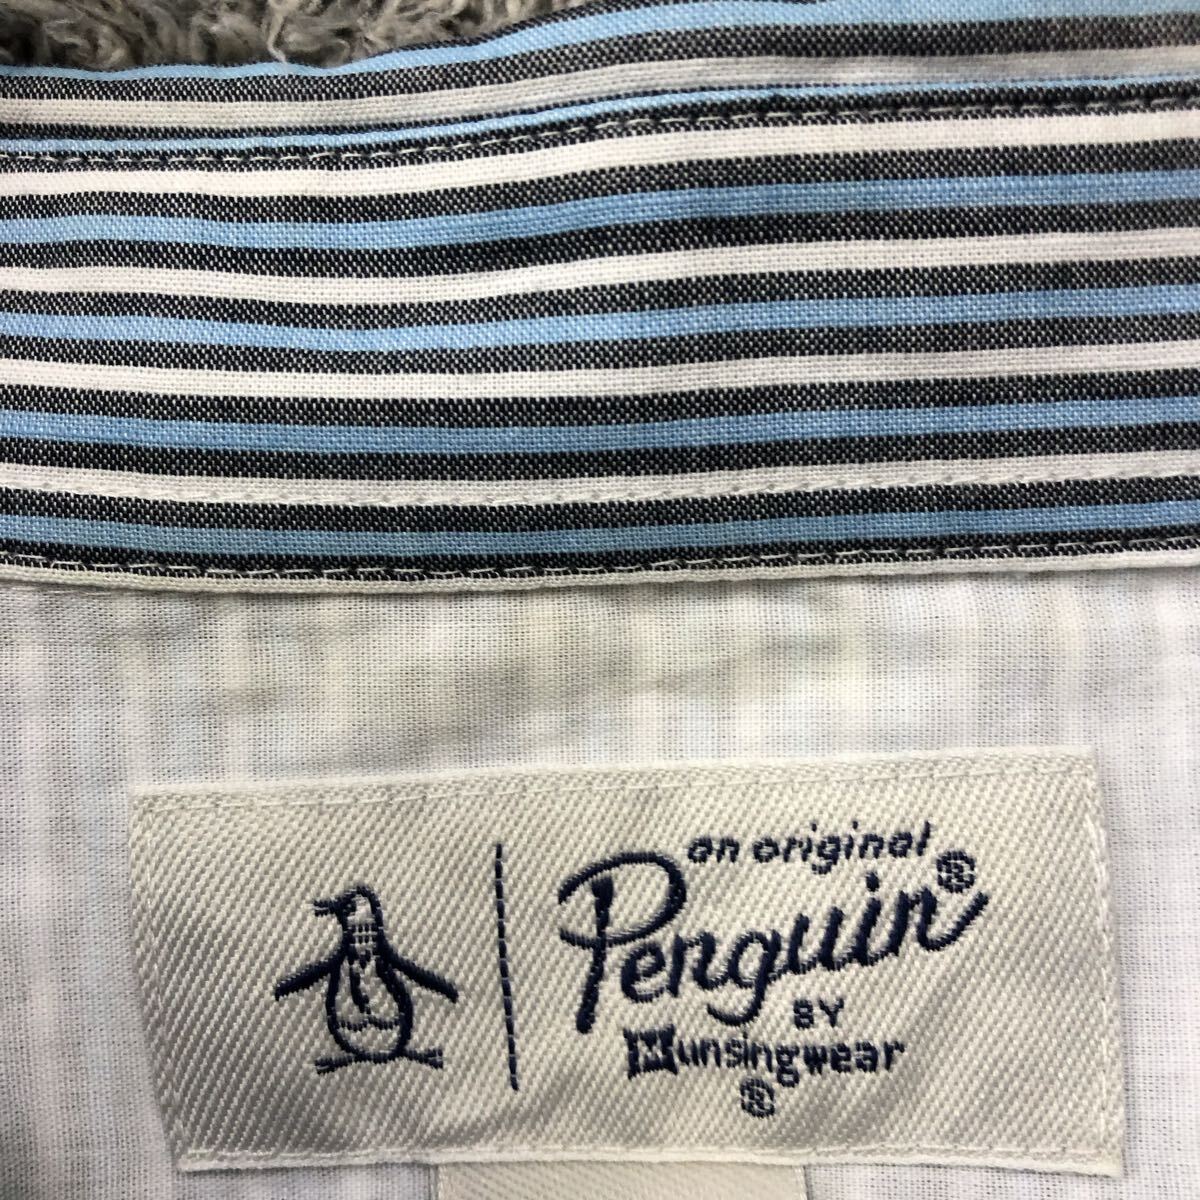 an original
Penguin®
BY
Munsingwear
®